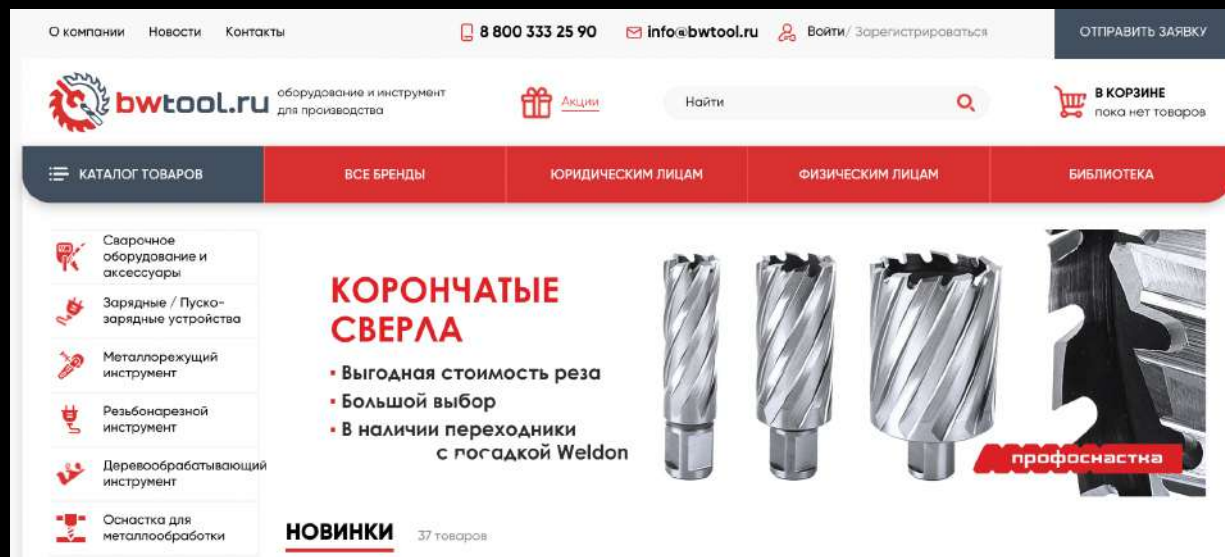 О компании Новости Контакты 8 800 333 25 90 info@bwtool.ru Войти / Зарегистрироваться ОТПРАВИТЬ ЗАЯВКУ
bwtool.ru
оборудование и инструмент
для производства
Акции
Найти
В КОРЗИНЕ
пока нет товаров
КАТАЛОГ ТОВАРОВ ВСЕ БРЕНДЫ ЮРИДИЧЕСКИМ ЛИЦАМ ФИЗИЧЕСКИМ ЛИЦАМ БИБЛИОТЕКА
Сварочное
оборудование и
аксессуары
Зарядные / Пуско-
зарядные устройства
Металлорежущий
инструмент
Резьбонарезной
инструмент
Деревообрабатывающий
инструмент
Оснастка для
металлообработки
КОРОНЧАТЫЕ
СВЕРЛА
▪ Выгодная стоимость реза
▪ Большой выбор
▪ В наличии переходники
с посадкой Weldon
профоснастка
НОВИНКИ 37 товаров